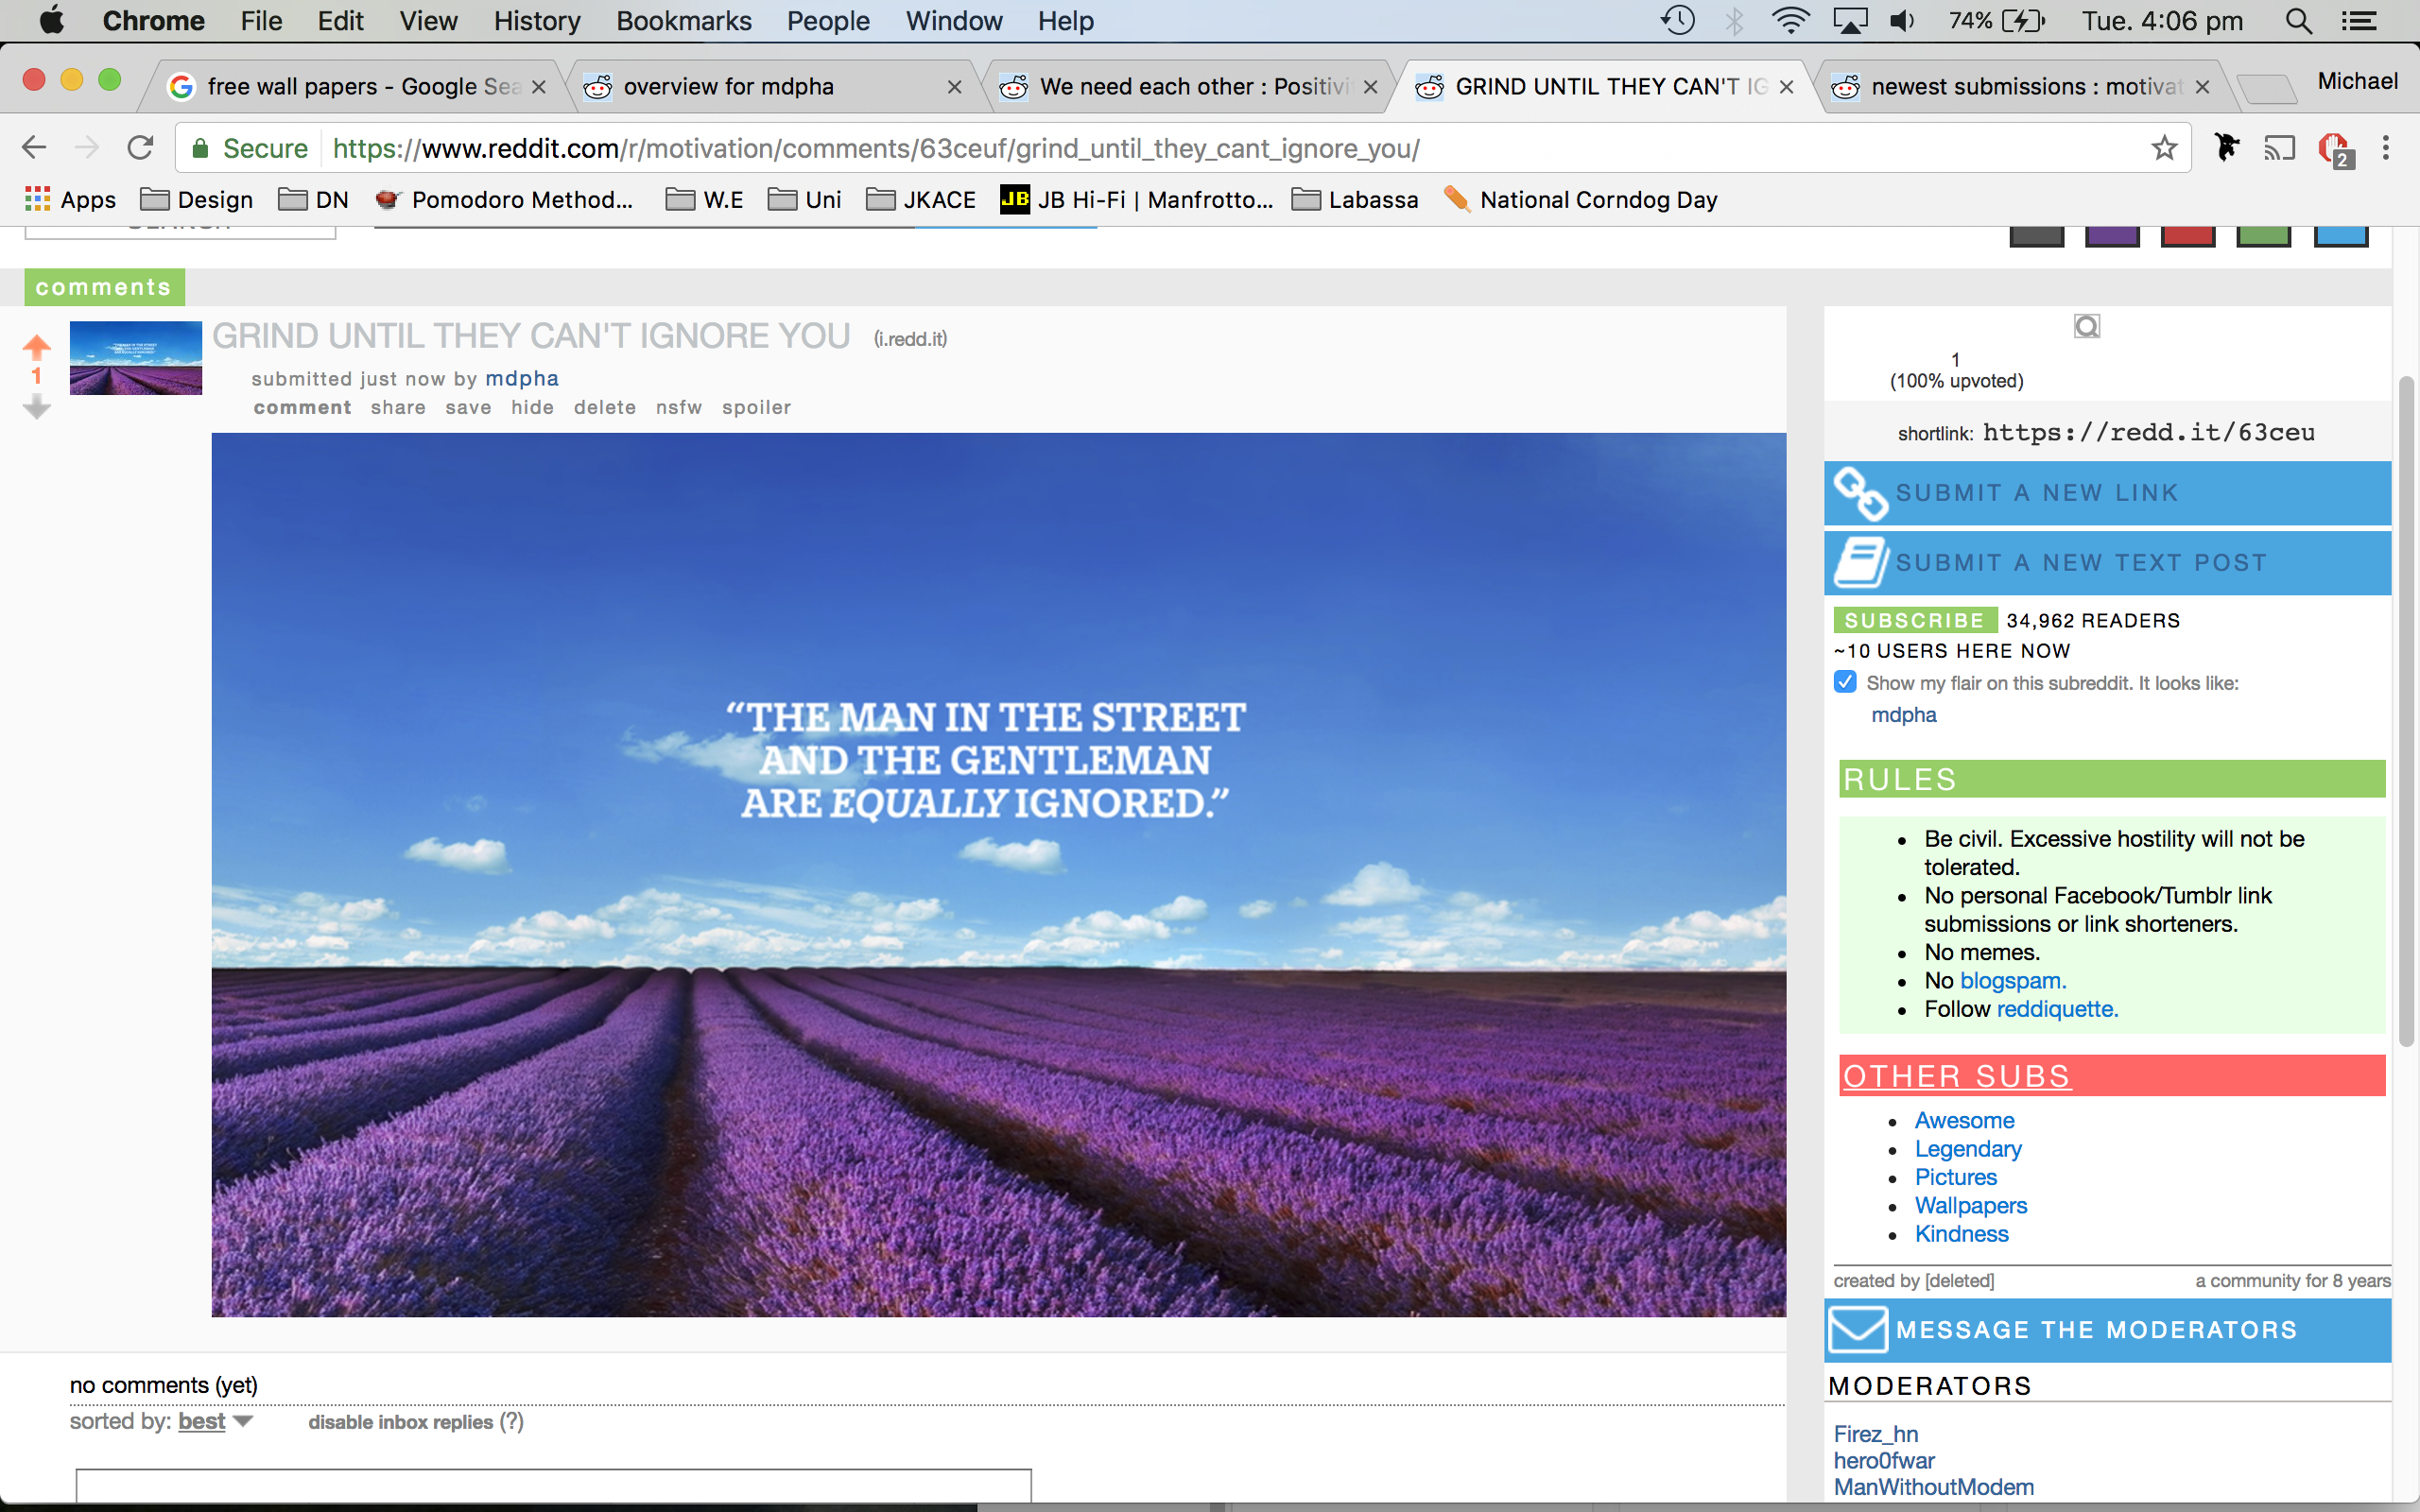 Chrome File Edit View History Bookmarks People Window Help 74% Tue. 4:06 pm
free wall papers - Google Sea overview for mdpha We need each other : Positivi GRIND UNTIL THEY CAN'T IG newest submissions : motivat Michael
Secure https://www.reddit.com/r/motivation/comments/63ceuf/grind_until_they_cant_ignore_you/ 2
Apps Design DN Pomodoro Method... W.E Uni JKACE JB JB Hi-Fi | Manfrotto... Labassa National Corndog Day
comments
GRIND UNTIL THEY CAN'T IGNORE YOU (i.redd.it)
1
submitted just now by mdpha
comment share save hide delete nsfw spoiler
“THE MAN IN THE STREET
AND THE GENTLEMAN
ARE EQUALLY IGNORED.”
no comments (yet)
sorted by: best
disable inbox replies (?)
1
(100% upvoted)
shortlink: https://redd.it/63ceu
SUBMIT A NEW LINK
SUBMIT A NEW TEXT POST
SUBSCRIBE 34,962 READERS
~10 USERS HERE NOW
Show my flair on this subreddit. It looks like:
mdpha
RULES
Be civil. Excessive hostility will not be
tolerated.
No personal Facebook/Tumblr link
submissions or link shorteners.
No memes.
No blogspam.
Follow reddiquette.
OTHER SUBS
Awesome
Legendary
Pictures
Wallpapers
Kindness
created by [deleted] a community for 8 years
MESSAGE THE MODERATORS
MODERATORS
Firez_hn
hero0fwar
ManWithoutModem